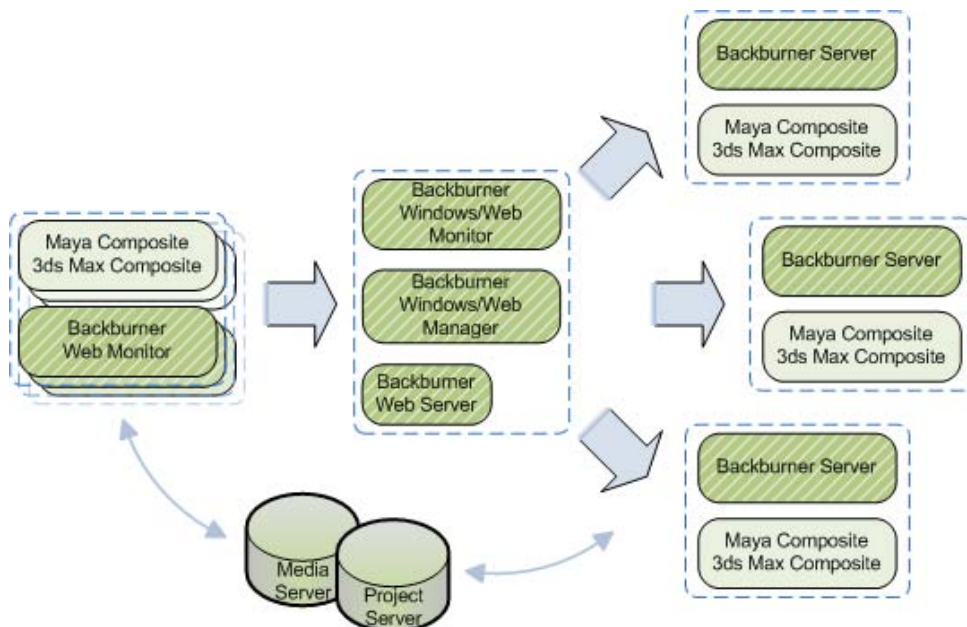 Maya Composite
3ds Max Composite
Backburner
Web Monitor
Backburner
Windows/Web
Monitor
Backburner
Windows/Web
Manager
Backburner
Web Server
Backburner Server
Maya Composite
3ds Max Composite
Backburner Server
Maya Composite
3ds Max Composite
Backburner Server
Maya Composite
3ds Max Composite
Media
Server
Project
Server